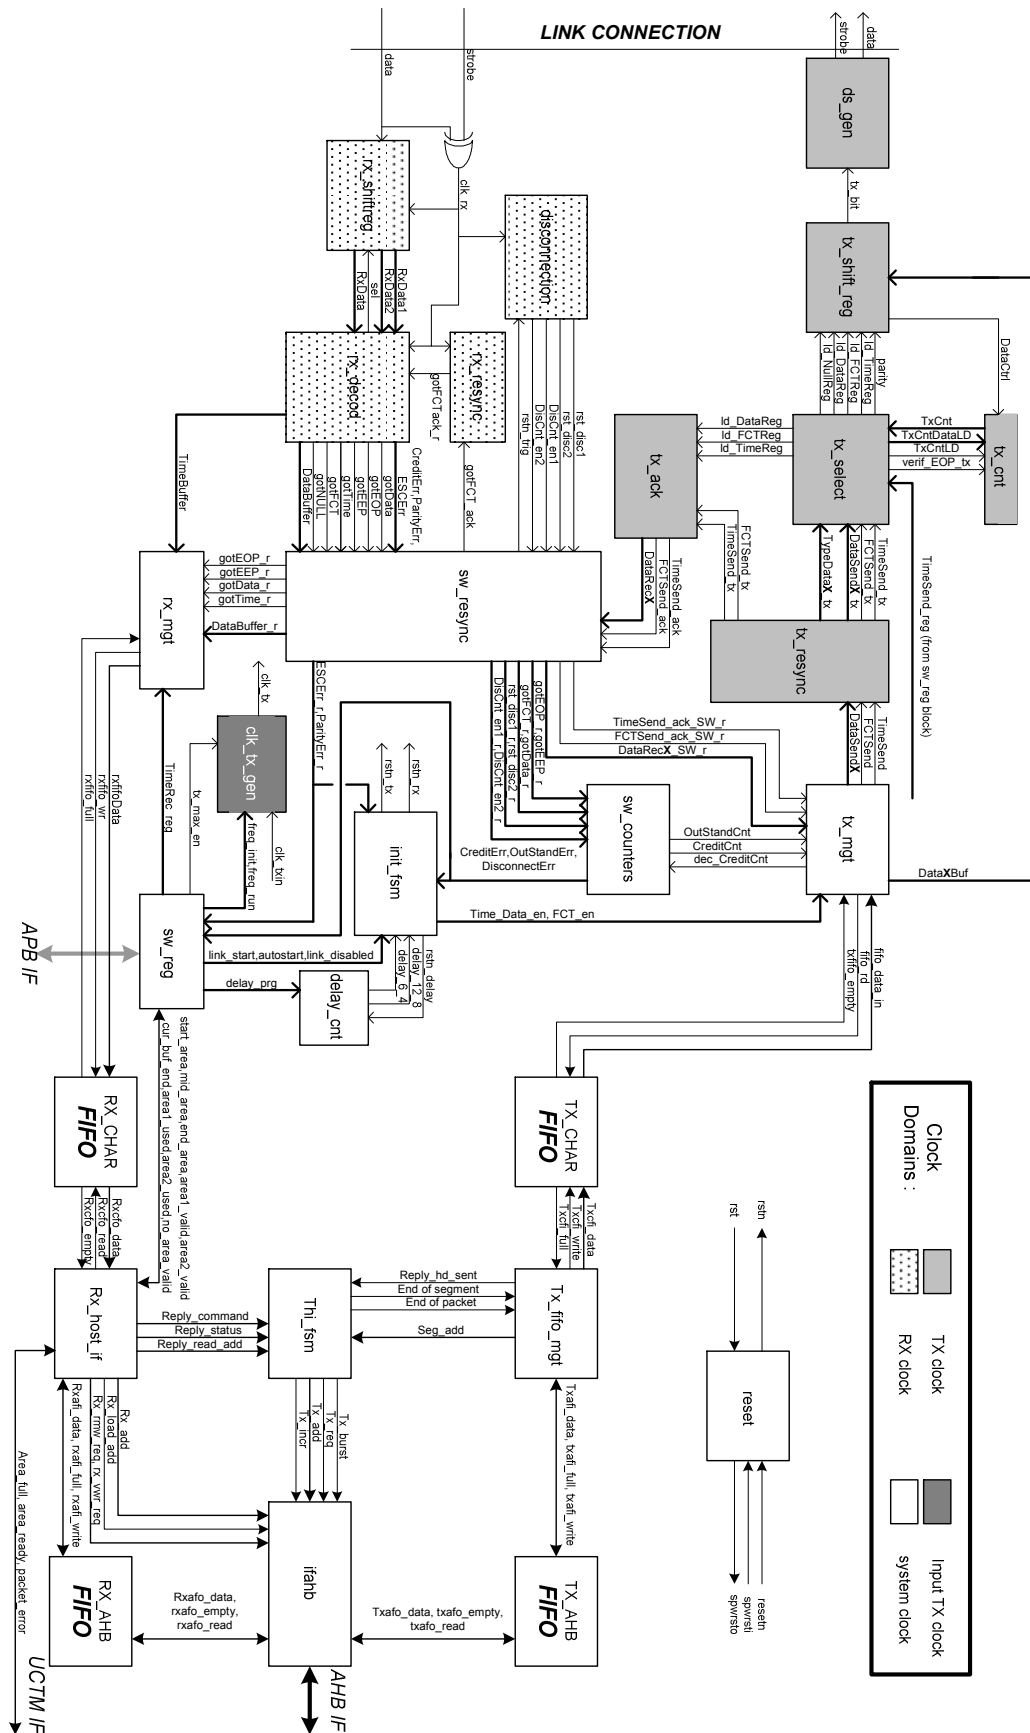 LINK CONNECTION
strobe
data
ds_gen
tx_bit
tx_shift_reg
DataCtrl
parity
ld_TimeReg
ld_FCTReg
ld_DataReg
ld_NullReg
tx_cnt
TxCnt
TxCntDataLD
TxCntLD
verif_EOP_tx
tx_select
ld_DataReg
ld_FCTReg
ld_TimeReg
tx_ack
TimeSend_reg (from sw_reg block)
TimeSend_tx
FCTSend_tx
DataSendX_tx
TypeDataX_tx
FCTSend_tx
TimeSend_tx
tx_resync
TimeSend
FCTSend
DataSendX
TimeSend_ack
FCTSend_ack
DataRecX
tx_mgt
DataXBuf
data
strobe
clk_rx
rx_shiftreg
RxData1
RxData2
sel
RxData
disconnection
rst_disc1
rst_disc2
DisCnt_en1
DisCnt_en2
rstn_trig
rx_resync
gotFCTack_r
gotFCT_ack
rx_decod
CreditErr,ParityErr,
ESCErr
gotData
gotEOP
gotEEP
gotTime
gotFCT
gotNULL
DataBuffer
TimeBuffer
sw_resync
gotEOP_r
gotEEP_r
gotData_r
gotTime_r
DataBuffer_r
rx_mgt
TimeSend_ack_SW_r
FCTSend_ack_SW_r
DataRecX_SW_r
gotEOP_r,gotEEP_r
gotFCT_r,gotData_r
rst_disc1_r,rst_disc2_r
DisCnt_en1_r,DisCnt_en2_r
ESCErr_r,ParityErr_r
sw_counters
OutStandCnt
CreditCnt
dec_CreditCnt
CreditErr,OutStandErr,
DisconnectErr
clk_tx
clk_tx_gen
clk_txin
tx_max_en
freq_init,freq_run
TimeRec_reg
rstn_rx
rstn_tx
init_fsm
Time_Data_en, FCT_en
link_start,autostart,link_disabled
sw_reg
APB IF
delay_prg
delay_cnt
rstn_delay
delay_12_8
delay_6_4
rxfifoData
rxfifo_wr
rxfifo_full
fifo_data_in
fifo_rd
txfifo_empty
start_area,mid_area,end_area,area1_valid,area2_valid
cur_buf_end,area1_used,area2_used,no_area_valid
RX_CHAR
FIFO
Rxcfo_data
Rxcfo_read
Rxcfo_empty
TX_CHAR
FIFO
Txcfi_data
Txcfi_write
Txcfi_full
Rx_host_if
Reply_command
Reply_status
Reply_read_add
Thi_fsm
Reply_hd_sent
End of segment
End of packet
Seg_add
Tx_fifo_mgt
Tx_burst
Tx_req
Tx_add
Tx_incr
Rx_add
Rx_load_add
Rx_rmw_req, rx_vwr_req
Rxafi_data, rxafi_full, rxafi_write
Txafi_data, txafi_full, txafi_write
Area_full, area_ready, packet_error
UCTM IF
RX_AHB
FIFO
Rxafo_data,
rxafo_empty,
rxafo_read
ifahb
AHB IF
Txafo_data, txafo_empty,
txafo_read
TX_AHB
FIFO
rst
rstn
reset
resetn
spwrsti
spwrsto
Clock
Domains :
TX clock
RX clock
Input TX clock
system clock